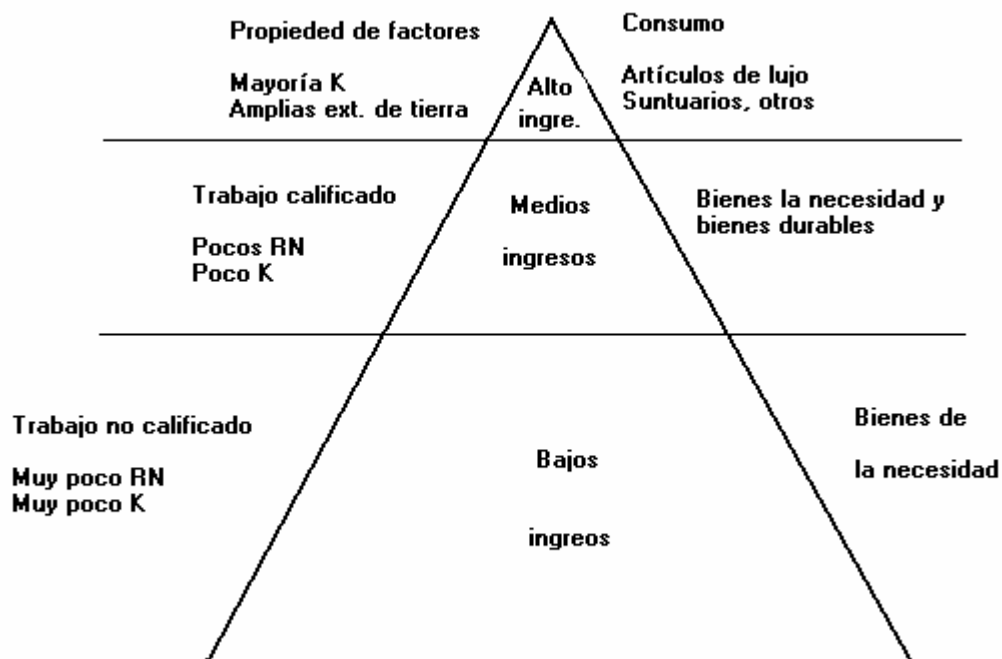 Propieded de factores
Mayoría K
Amplias ext. de tierra
Alto
ingre.
Consumo
Artículos de lujo
Suntuarios, otros
Trabajo calificado
Pocos RN
Poco K
Medios
ingresos
Bienes la necesidad y
bienes durables
Trabajo no calificado
Muy poco RN
Muy poco K
Bajos
ingreos
Bienes de
la necesidad